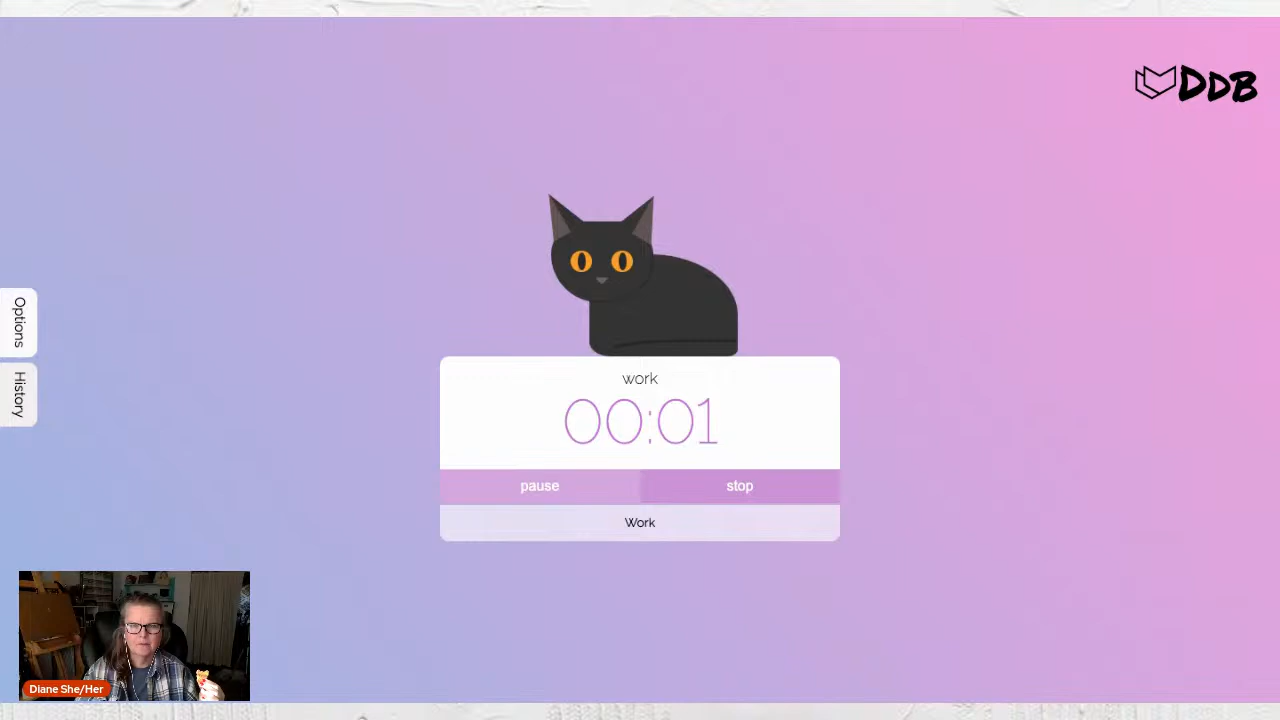 DDB
Options
History
work
00:01
pause
stop
Work
Diane She/Her